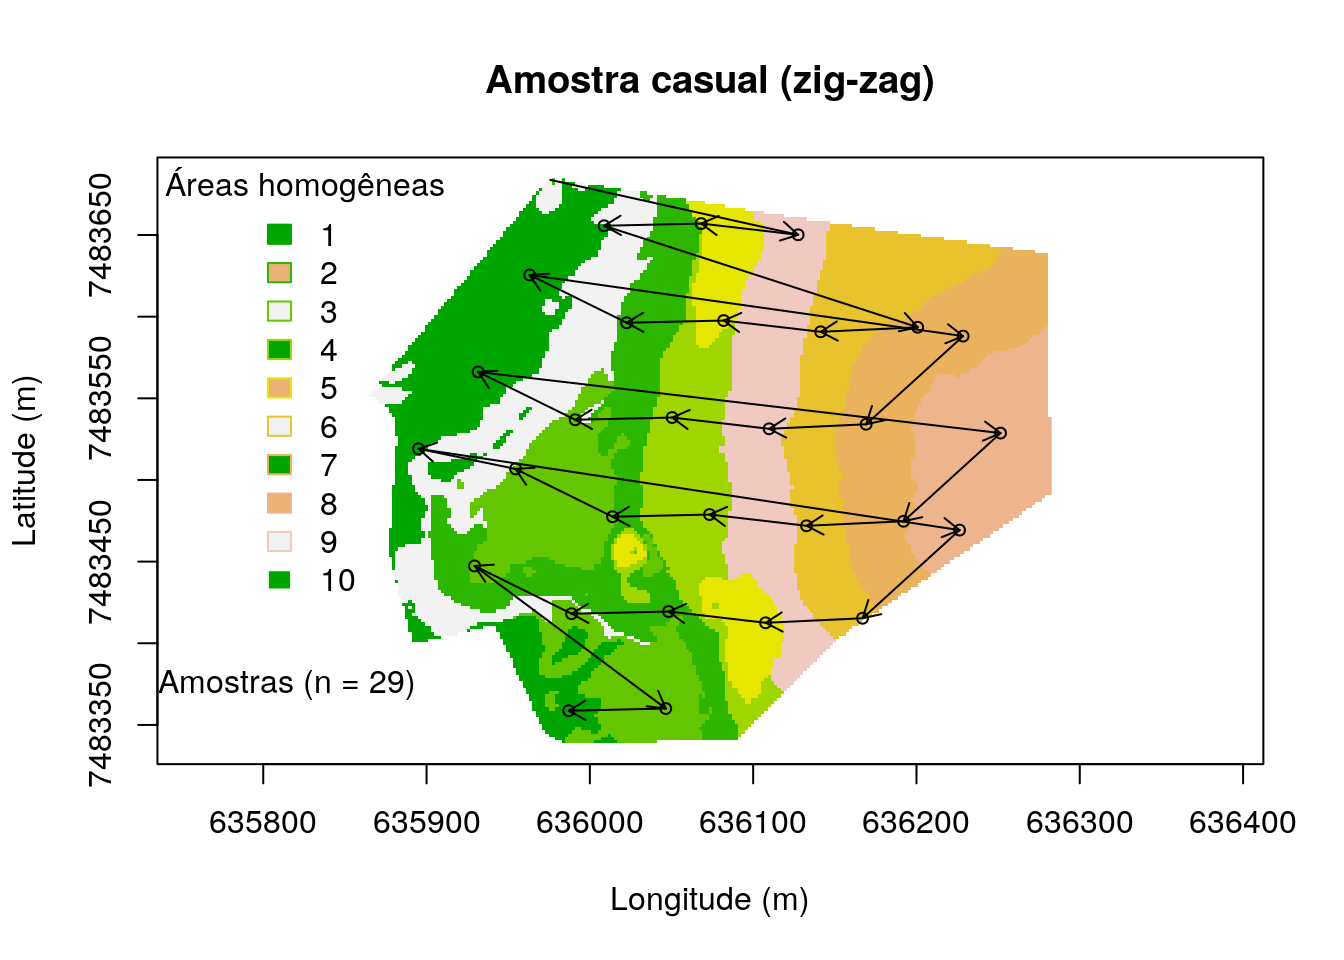 Amostra casual (zig-zag)
Áreas homogêneas
1
2
3
4
5
6
7
8
9
10
Amostras (n = 29)
Latitude (m)
7483650
7483550
7483450
7483350
635800 635900 636000 636100 636200 636300 636400
Longitude (m)